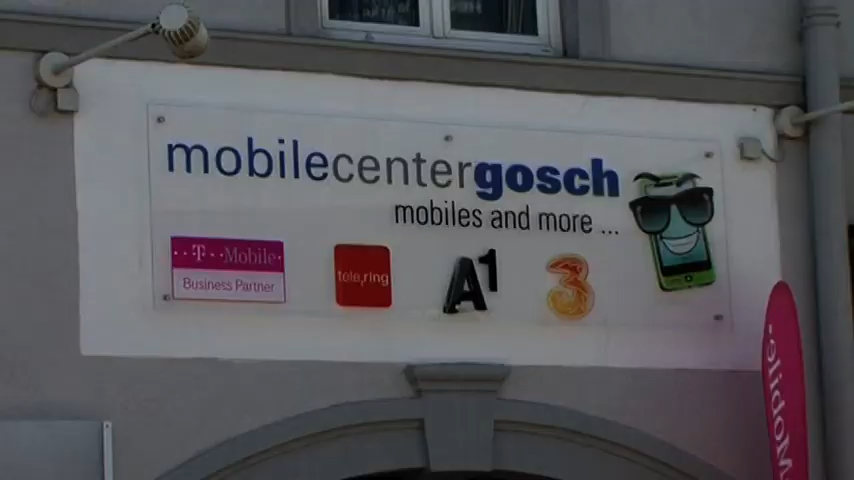 mobilecentergosch
mobiles and more ...
T · · Mobile ·
Business Partner
tele.ring
A1
3
Mobile